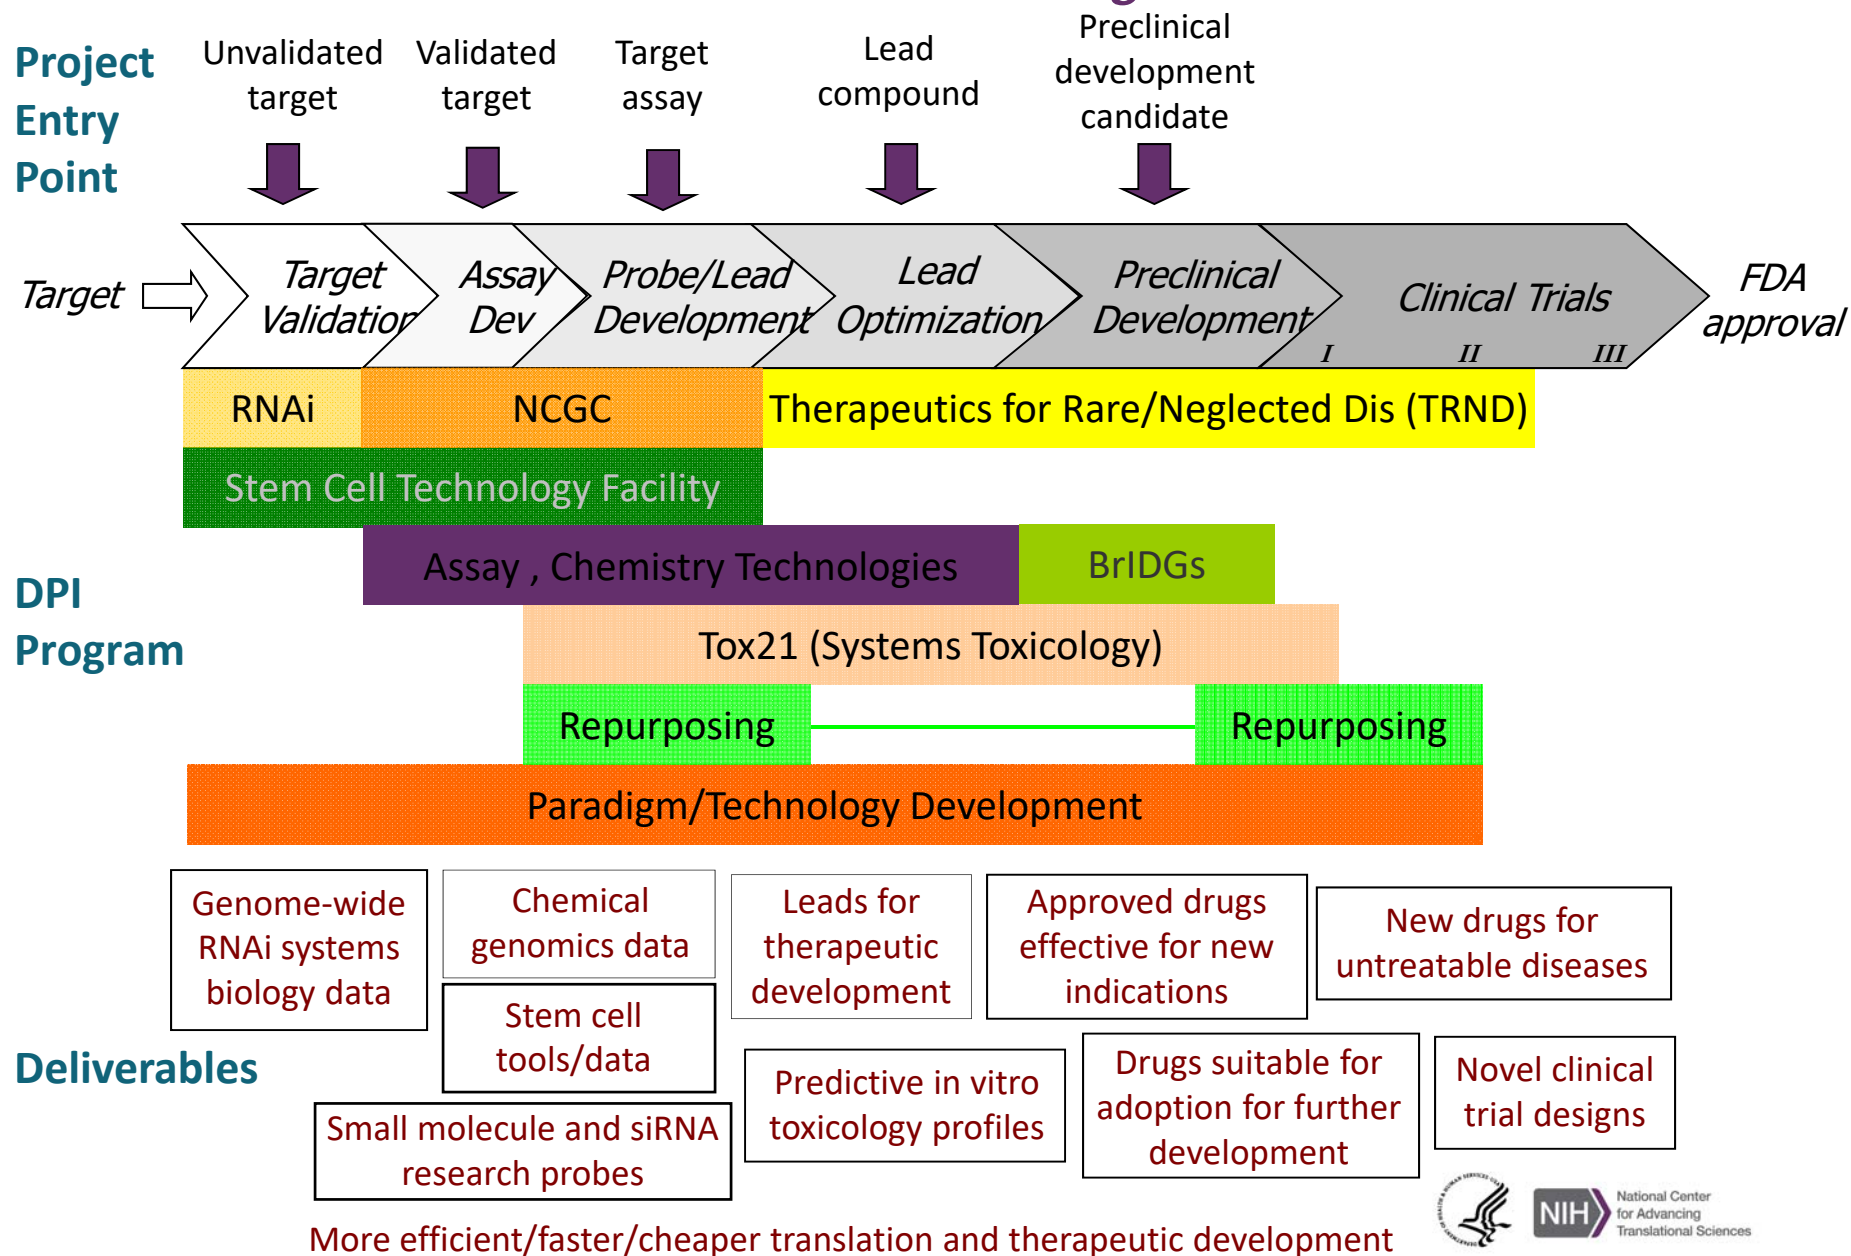 Project
Entry
Point
Unvalidated
target
Validated
target
Target
assay
Lead
compound
Preclinical
development
candidate
Target
Target
Validation
Assay
Dev
Probe/Lead
Development
Lead
Optimization
Preclinical
Development
Clinical Trials
I II III
FDA
approval
RNAi
NCGC
Therapeutics for Rare/Neglected Dis (TRND)
Stem Cell Technology Facility
Assay , Chemistry Technologies
BrIDGs
DPI
Program
Tox21 (Systems Toxicology)
Repurposing
Repurposing
Paradigm/Technology Development
Deliverables
Genome-wide
RNAi systems
biology data
Chemical
genomics data
Leads for
therapeutic
development
Approved drugs
effective for new
indications
New drugs for
untreatable diseases
Stem cell
tools/data
Small molecule and siRNA
research probes
Predictive in vitro
toxicology profiles
Drugs suitable for
adoption for further
development
Novel clinical
trial designs
More efficient/faster/cheaper translation and therapeutic development
NIH
National Center
for Advancing
Translational Sciences